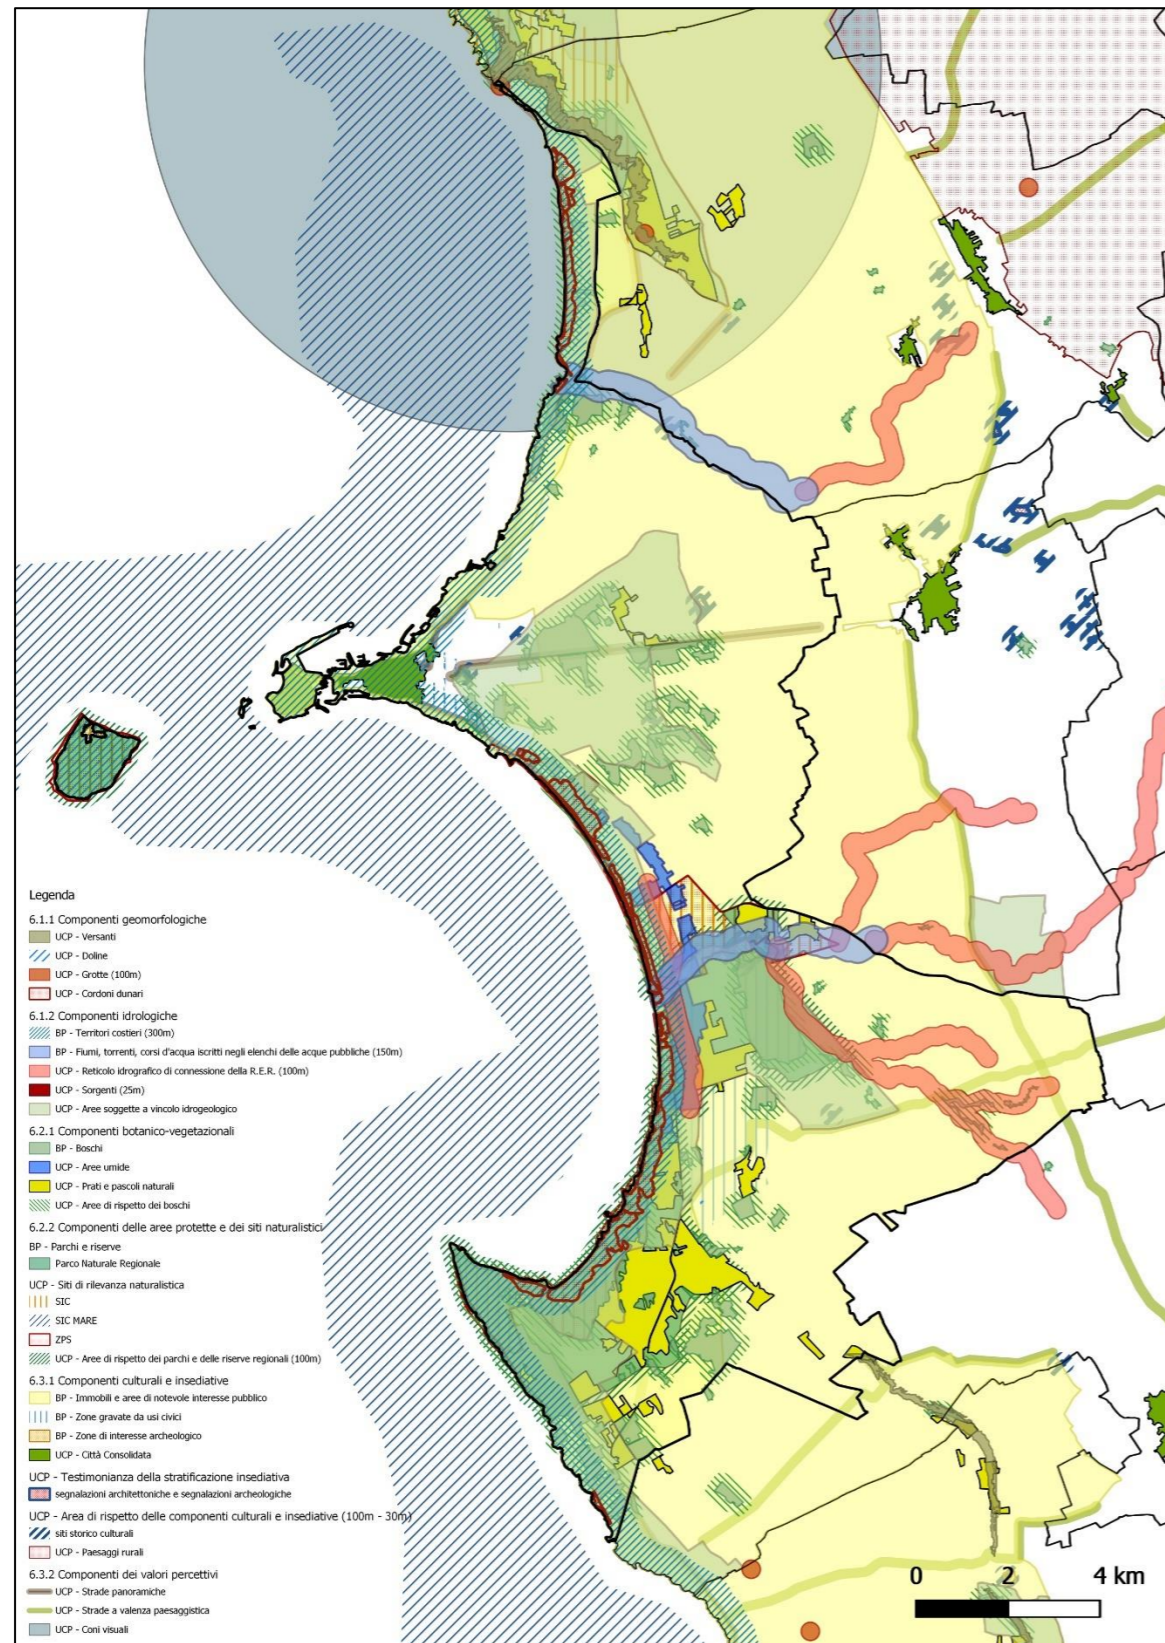 Legenda
6.1.1 Componenti geomorfologiche
UCP - Versanti
UCP - Doline
UCP - Grotte (100m)
UCP - Cordoni dunari
6.1.2 Componenti idrologiche
BP - Territori costieri (300m)
BP - Fiumi, torrenti, corsi d'acqua iscritti negli elenchi delle acque pubbliche (150m)
UCP - Reticolo idrografico di connessione della R.E.R. (100m)
UCP - Sorgenti (25m)
UCP - Aree soggette a vincolo idrogeologico
6.2.1 Componenti botanico-vegetazionali
BP - Boschi
UCP - Aree umide
UCP - Prati e pascoli naturali
UCP - Aree di rispetto dei boschi
6.2.2 Componenti delle aree protette e dei siti naturalistici
BP - Parchi e riserve
Parco Naturale Regionale
UCP - Siti di rilevanza naturalistica
SIC
SIC MARE
ZPS
UCP - Aree di rispetto dei parchi e delle riserve regionali (100m)
6.3.1 Componenti culturali e insediative
BP - Immobili e aree di notevole interesse pubblico
BP - Zone gravate da usi civici
BP - Zone di interesse archeologico
UCP - Città Consolidata
UCP - Testimonianza della stratificazione insediativa
segnalazioni architettoniche e segnalazioni archeologiche
UCP - Area di rispetto delle componenti culturali e insediative (100m - 30m)
siti storico culturali
UCP - Paesaggi rurali
6.3.2 Componenti dei valori percettivi
UCP - Strade panoramiche
UCP - Strade a valenza paesaggistica
UCP - Coni visuali
0 2 4 km